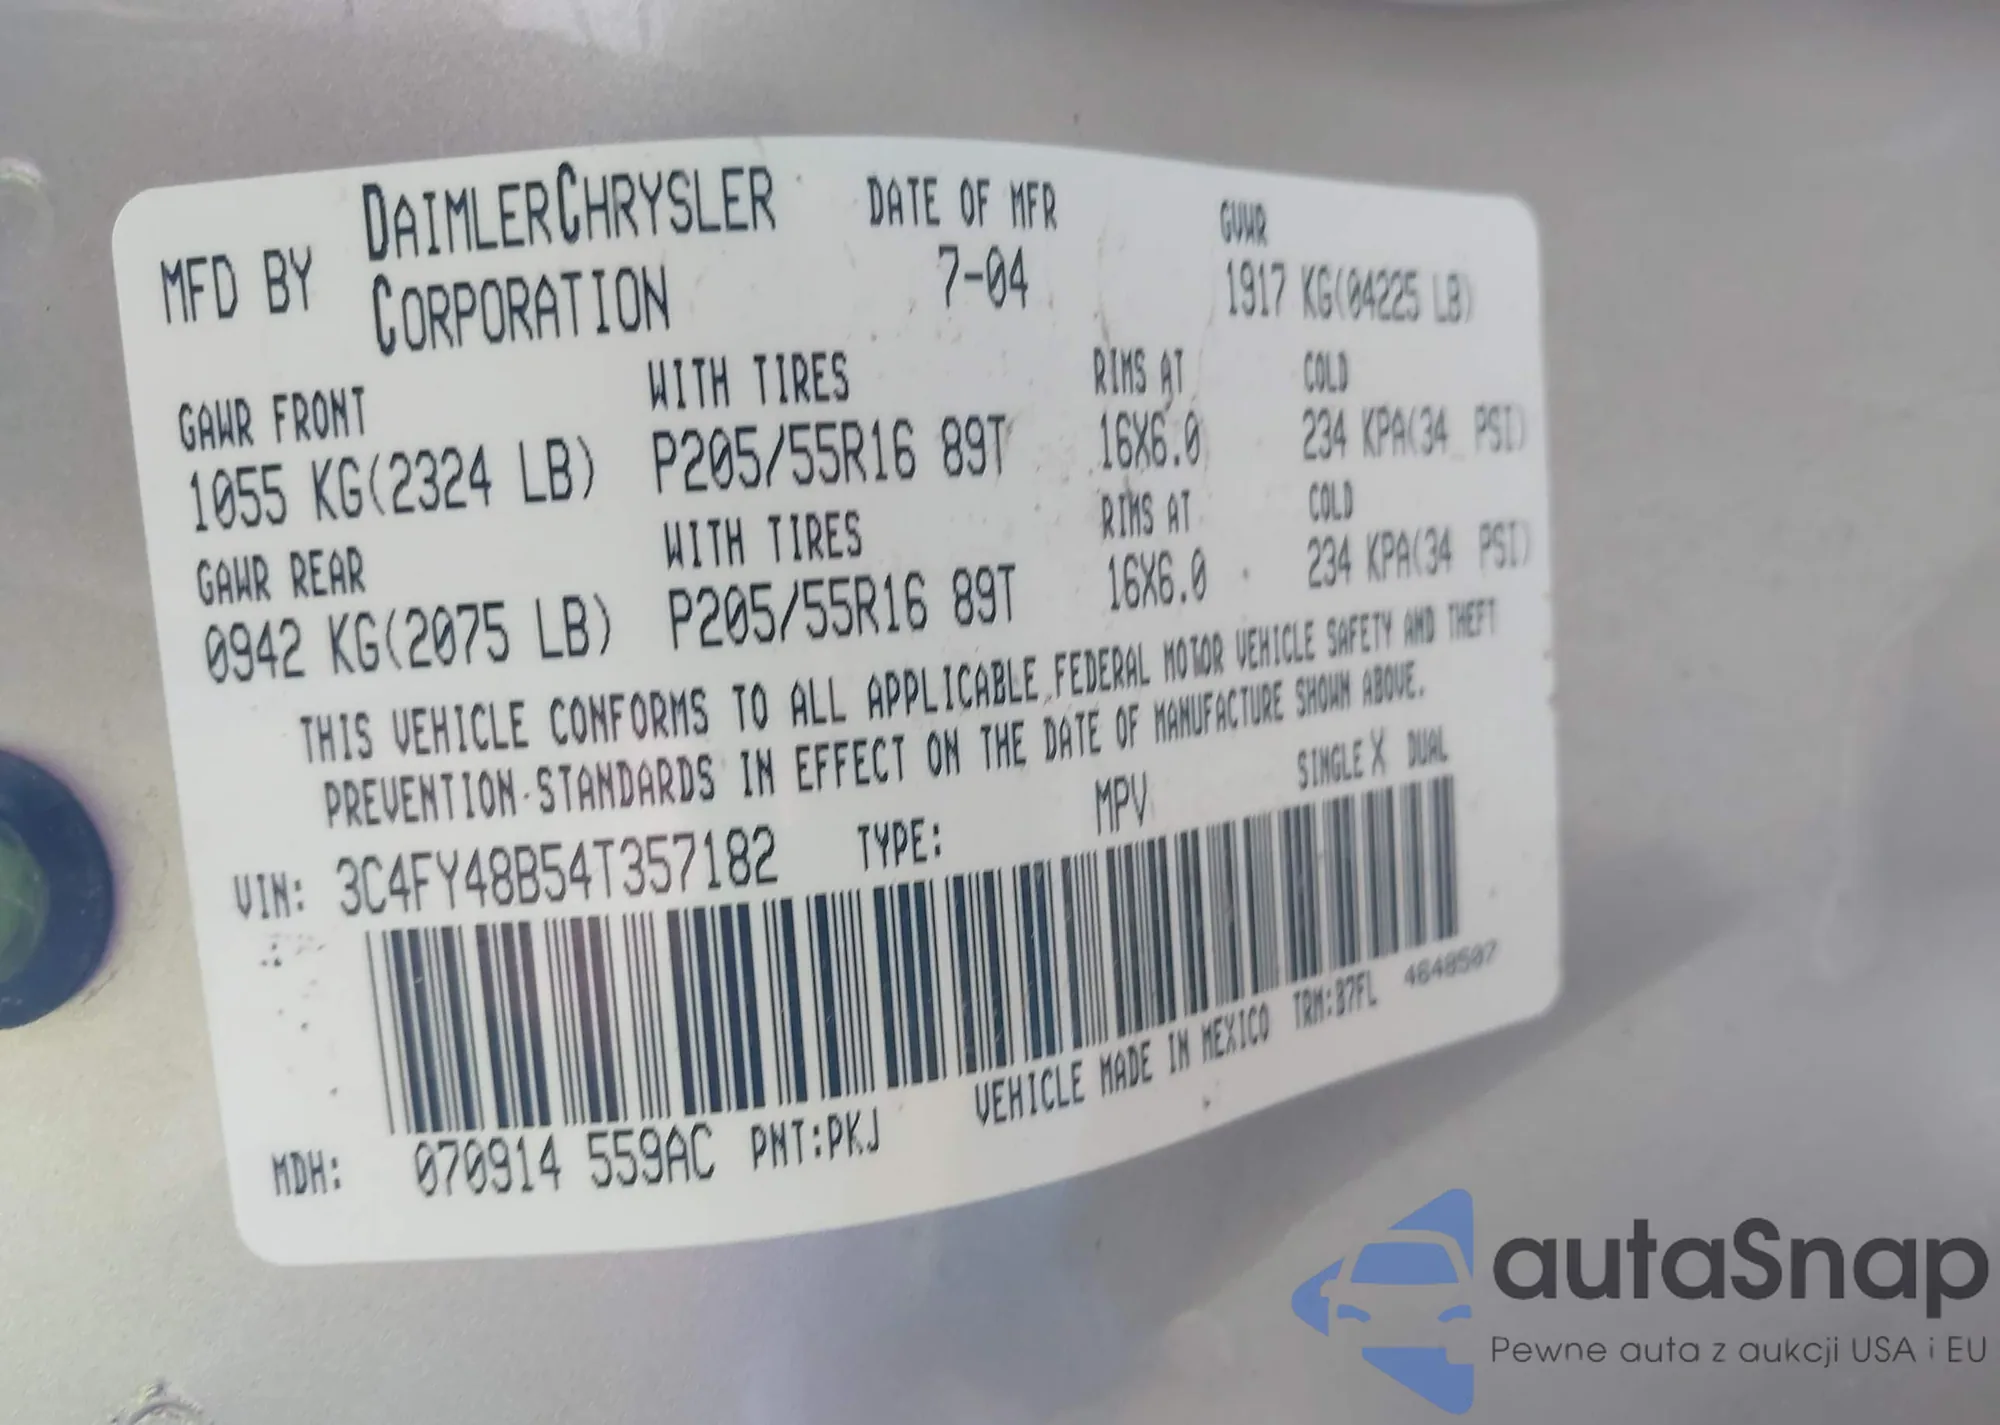 MFD BY DAIMLERCHRYSLER CORPORATION DATE OF MFR 7-04 GVWR 1917 KG(04225 LB)
GAWR FRONT WITH TIRES RIMS AT COLD
1055 KG(2324 LB) P205/55R16 89T 16X6.0 234 KPA(34 PSI)
GAWR REAR WITH TIRES RIMS AT COLD
0942 KG(2075 LB) P205/55R16 89T 16X6.0 234 KPA(34 PSI)
THIS VEHICLE CONFORMS TO ALL APPLICABLE FEDERAL MOTOR VEHICLE SAFETY AND THEFT
PREVENTION STANDARDS IN EFFECT ON THE DATE OF MANUFACTURE SHOWN ABOVE.
VIN: 3C4FY48B54T357182 TYPE: MPV SINGLE X DUAL
VEHICLE MADE IN MEXICO TRM:B7FL 4648507
MDH: 070914 559AC PNT:PKJ
autaSnap
Pewne auta z aukcji USA i EU